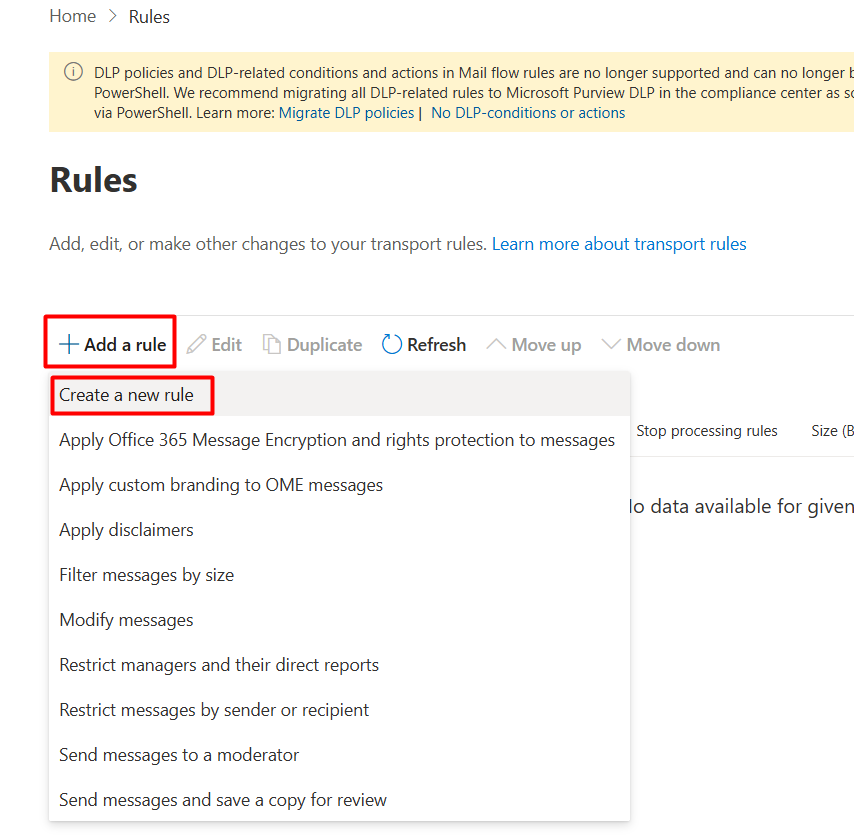 Home > Rules
DLP policies and DLP-related conditions and actions in Mail flow rules are no longer supported and can no longer
PowerShell. We recommend migrating all DLP-related rules to Microsoft Purview DLP in the compliance center as
via PowerShell. Learn more: Migrate DLP policies | No DLP-conditions or actions
Rules
Add, edit, or make other changes to your transport rules. Learn more about transport rules
+ Add a rule Edit Duplicate Refresh Move up Move down
Create a new rule
Stop processing rules Size (B
Apply Office 365 Message Encryption and rights protection to messages
Apply custom branding to OME messages
No data available for given
Apply disclaimers
Filter messages by size
Modify messages
Restrict managers and their direct reports
Restrict messages by sender or recipient
Send messages to a moderator
Send messages and save a copy for review